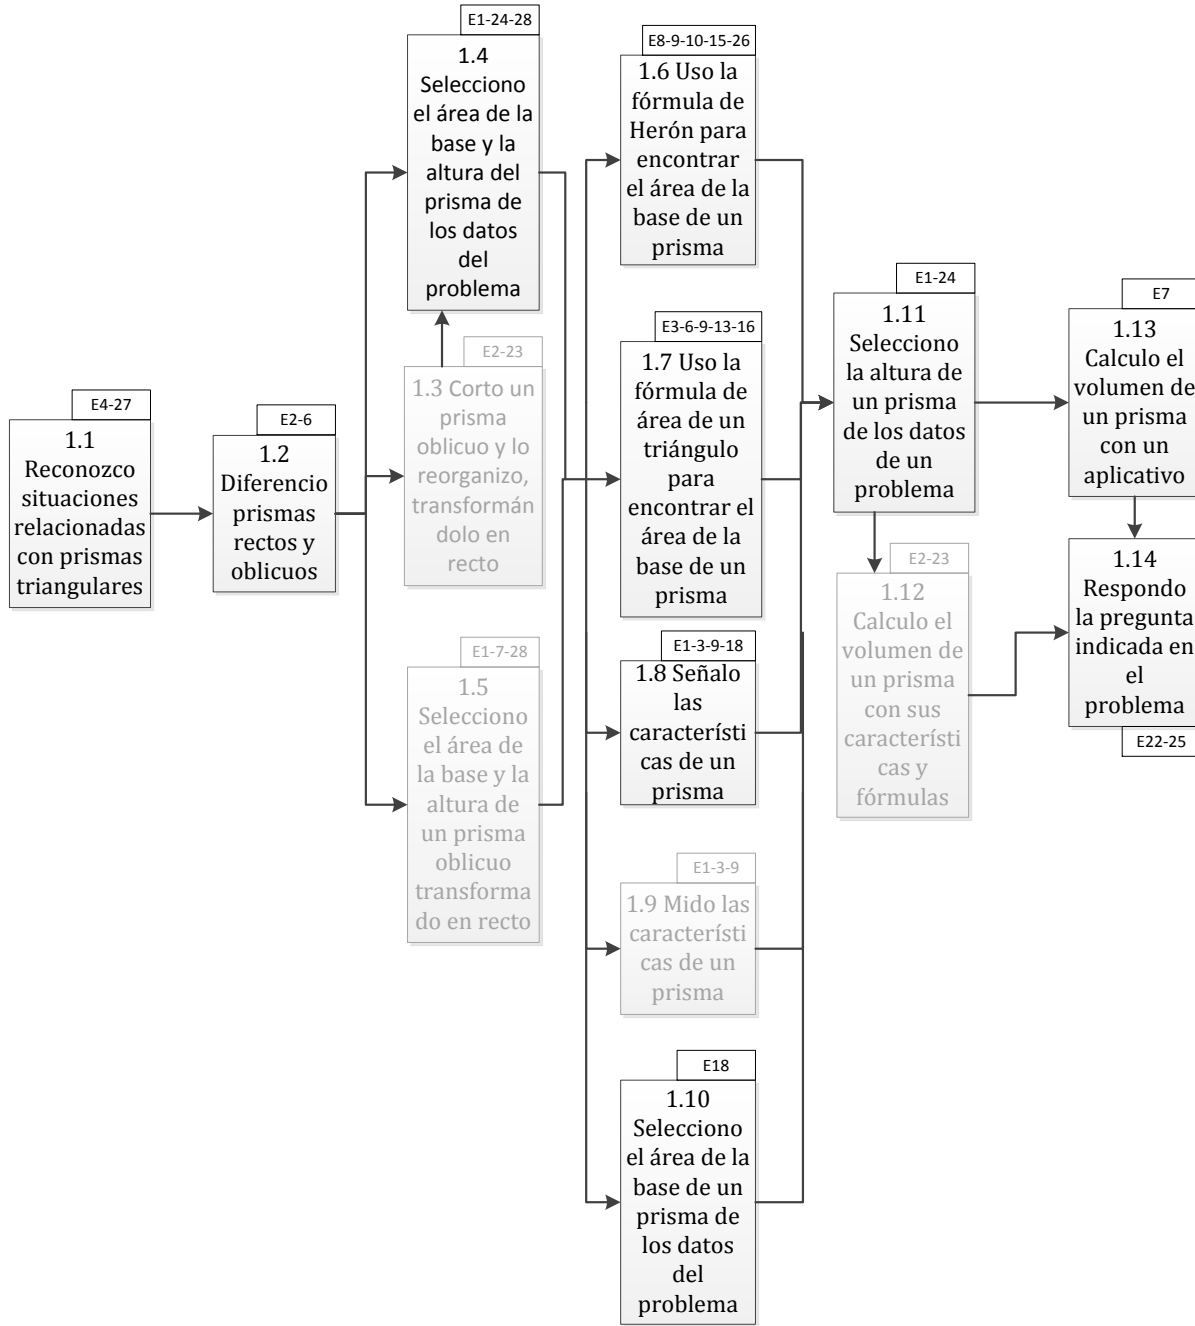 E4-27
1.1
Reconozco
situaciones
relacionadas
con prismas
triangulares
E2-6
1.2
Diferencio
prismas
rectos y
oblicuos
E1-24-28
1.4
Selecciono
el área de la
base y la
altura del
prisma de
los datos
del
problema
E2-23
1.3 Corto un
prisma
oblicuo y lo
reorganizo,
transformán
dolo en
recto
E1-7-28
1.5
Selecciono
el área de
la base y la
altura de
un prisma
oblicuo
transforma
do en recto
E8-9-10-15-26
1.6 Uso la
fórmula de
Herón para
encontrar
el área de la
base de un
prisma
E3-6-9-13-16
1.7 Uso la
fórmula de
área de un
triángulo
para
encontrar el
área de la
base de un
prisma
E1-3-9-18
1.8 Señalo
las
característi
cas de un
prisma
E1-3-9
1.9 Mido las
característi
cas de un
prisma
E18
1.10
Selecciono
el área de la
base de un
prisma de
los datos
del
problema
E1-24
1.11
Selecciono
la altura de
un prisma
de los datos
de un
problema
E2-23
1.12
Calculo el
volumen de
un prisma
con sus
característi
cas y
fórmulas
E7
1.13
Calculo el
volumen de
un prisma
con un
aplicativo
1.14
Respondo
la pregunta
indicada en
el
problema
E22-25